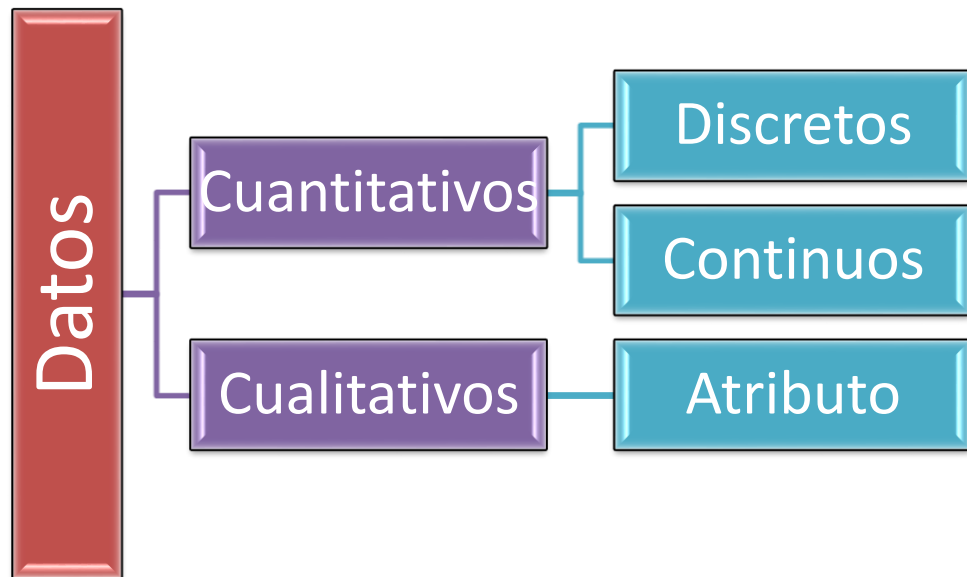 Datos
Cuantitativos
Discretos
Continuos
Cualitativos
Atributo